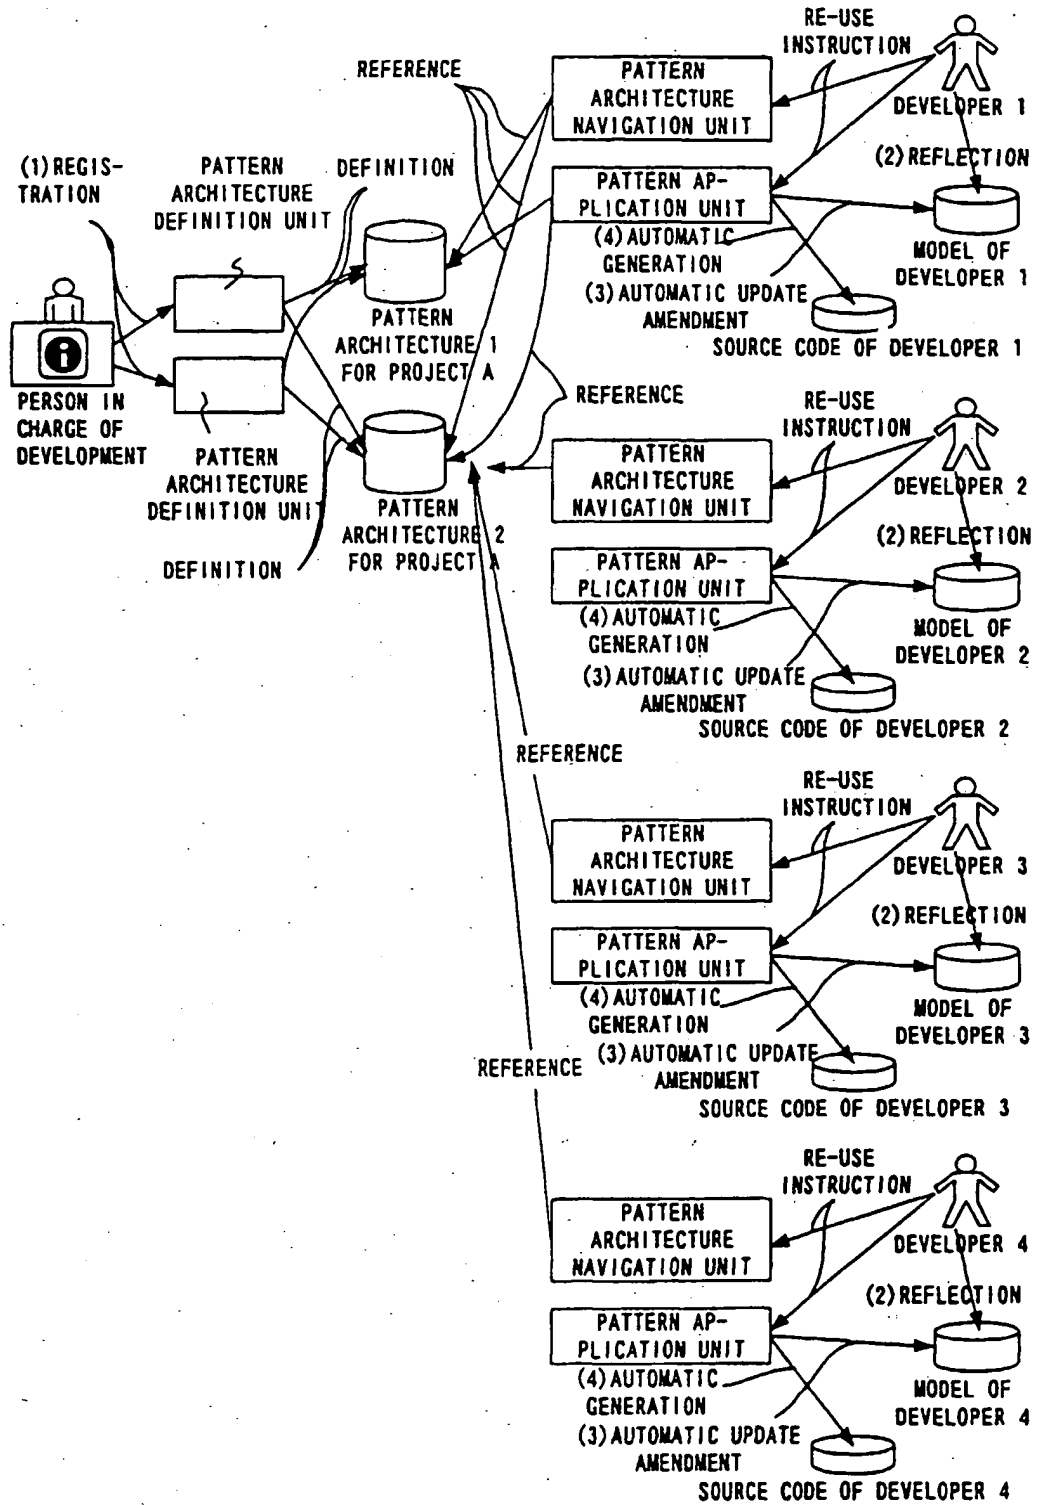 RE-USE
INSTRUCTION
REFERENCE
PATTERN
ARCHITECTURE
NAVIGATION UNIT
DEVELOPER 1
(1)REGIS-
TRATION
PATTERN
ARCHITECTURE
DEFINITION UNIT
DEFINITION
(2)REFLECTION
PATTERN AP-
PLICATION UNIT
(4)AUTOMATIC
GENERATION
MODEL OF
DEVELOPER 1
(3)AUTOMATIC UPDATE
AMENDMENT
SOURCE CODE OF DEVELOPER 1
PATTERN
ARCHITECTURE 1
FOR PROJECT A
PERSON IN
CHARGE OF
DEVELOPMENT
PATTERN
ARCHITECTURE
DEFINITION UNIT
DEFINITION
PATTERN
ARCHITECTURE 2
FOR PROJECT A
REFERENCE
RE-USE
INSTRUCTION
PATTERN
ARCHITECTURE
NAVIGATION UNIT
DEVELOPER 2
(2)REFLECTION
PATTERN AP-
PLICATION UNIT
(4)AUTOMATIC
GENERATION
MODEL OF
DEVELOPER 2
(3)AUTOMATIC UPDATE
AMENDMENT
SOURCE CODE OF DEVELOPER 2
REFERENCE
RE-USE
INSTRUCTION
PATTERN
ARCHITECTURE
NAVIGATION UNIT
DEVELOPER 3
(2)REFLECTION
PATTERN AP-
PLICATION UNIT
(4)AUTOMATIC
GENERATION
MODEL OF
DEVELOPER 3
(3)AUTOMATIC UPDATE
AMENDMENT
SOURCE CODE OF DEVELOPER 3
REFERENCE
RE-USE
INSTRUCTION
PATTERN
ARCHITECTURE
NAVIGATION UNIT
DEVELOPER 4
(2)REFLECTION
PATTERN AP-
PLICATION UNIT
(4)AUTOMATIC
GENERATION
MODEL OF
DEVELOPER 4
(3)AUTOMATIC UPDATE
AMENDMENT
SOURCE CODE OF DEVELOPER 4